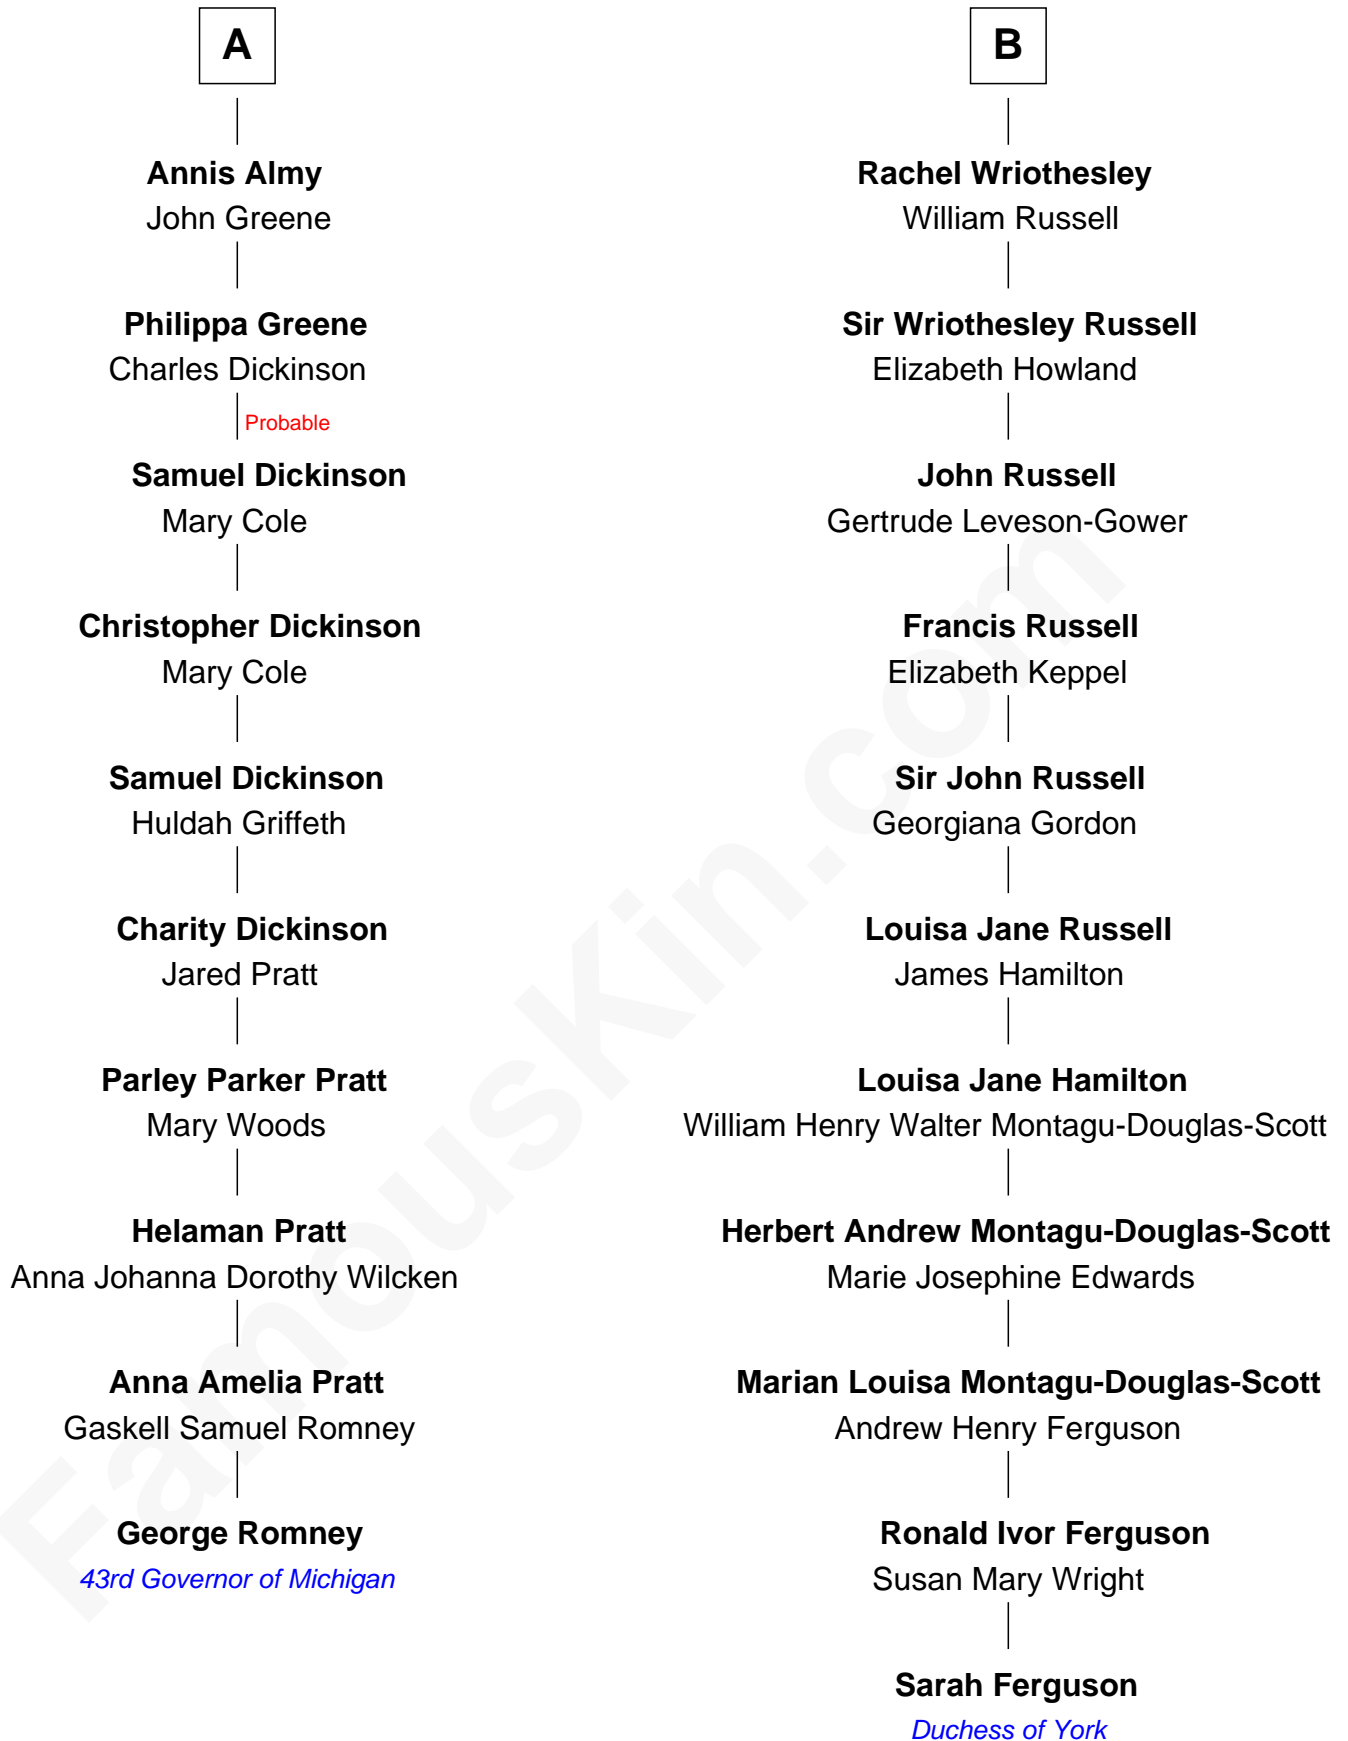 A
Annis Almy
John Greene
Philippa Greene
Charles Dickinson
Probable
Samuel Dickinson
Mary Cole
Christopher Dickinson
Mary Cole
Samuel Dickinson
Huldah Griffeth
Charity Dickinson
Jared Pratt
Parley Parker Pratt
Mary Woods
Helaman Pratt
Anna Johanna Dorothy Wilcken
Anna Amelia Pratt
Gaskell Samuel Romney
George Romney
43rd Governor of Michigan
B
Rachel Wriothesley
William Russell
Sir Wriothesley Russell
Elizabeth Howland
John Russell
Gertrude Leveson-Gower
Francis Russell
Elizabeth Keppel
Sir John Russell
Georgiana Gordon
Louisa Jane Russell
James Hamilton
Louisa Jane Hamilton
William Henry Walter Montagu-Douglas-Scott
Herbert Andrew Montagu-Douglas-Scott
Marie Josephine Edwards
Marian Louisa Montagu-Douglas-Scott
Andrew Henry Ferguson
Ronald Ivor Ferguson
Susan Mary Wright
Sarah Ferguson
Duchess of York
FamousKin.com